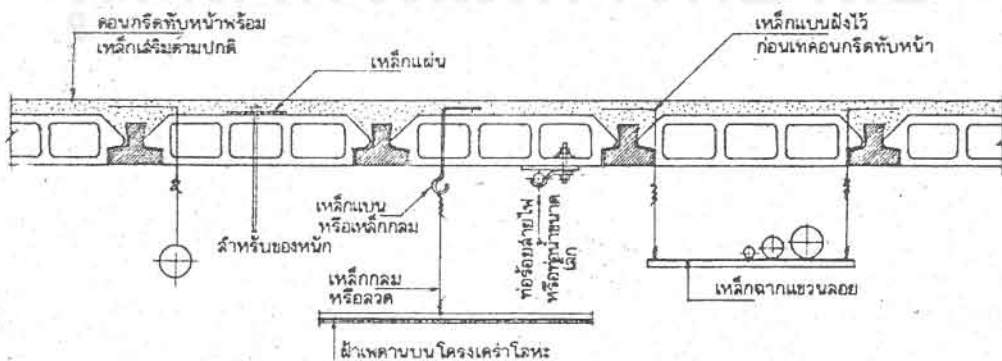 คอนกรีตทับหน้าพร้อม
เหล็กเสริมตามปกติ
เหล็กแผ่น
เหล็กแบนฝังไว้
ก่อนเทคอนกรีตทับหน้า
เหล็กแบน
หรือเหล็กกลม
สำหรับของหนัก
ท่อร้อยสายไฟ
หรือท่อน้ำขนาด
เล็ก
เหล็กกลม
หรือลวด
เหล็กฉากแขวนลอย
ฝ้าเพดานบนโครงเคร่าโลหะ